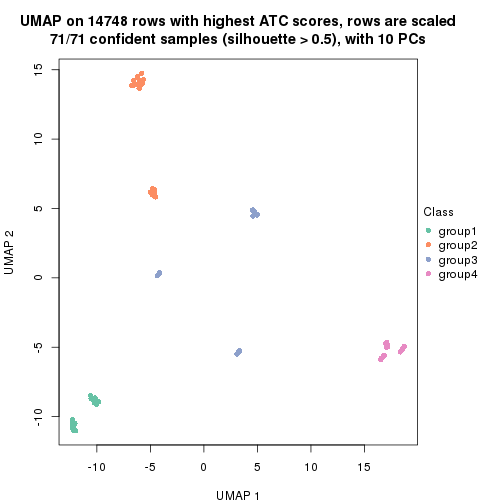 UMAP on 14748 rows with highest ATC scores, rows are scaled
71/71 confident samples (silhouette > 0.5), with 10 PCs
15
10
5
0
-5
-10
UMAP 2
-10 -5 0 5 10 15
UMAP 1
Class
group1
group2
group3
group4